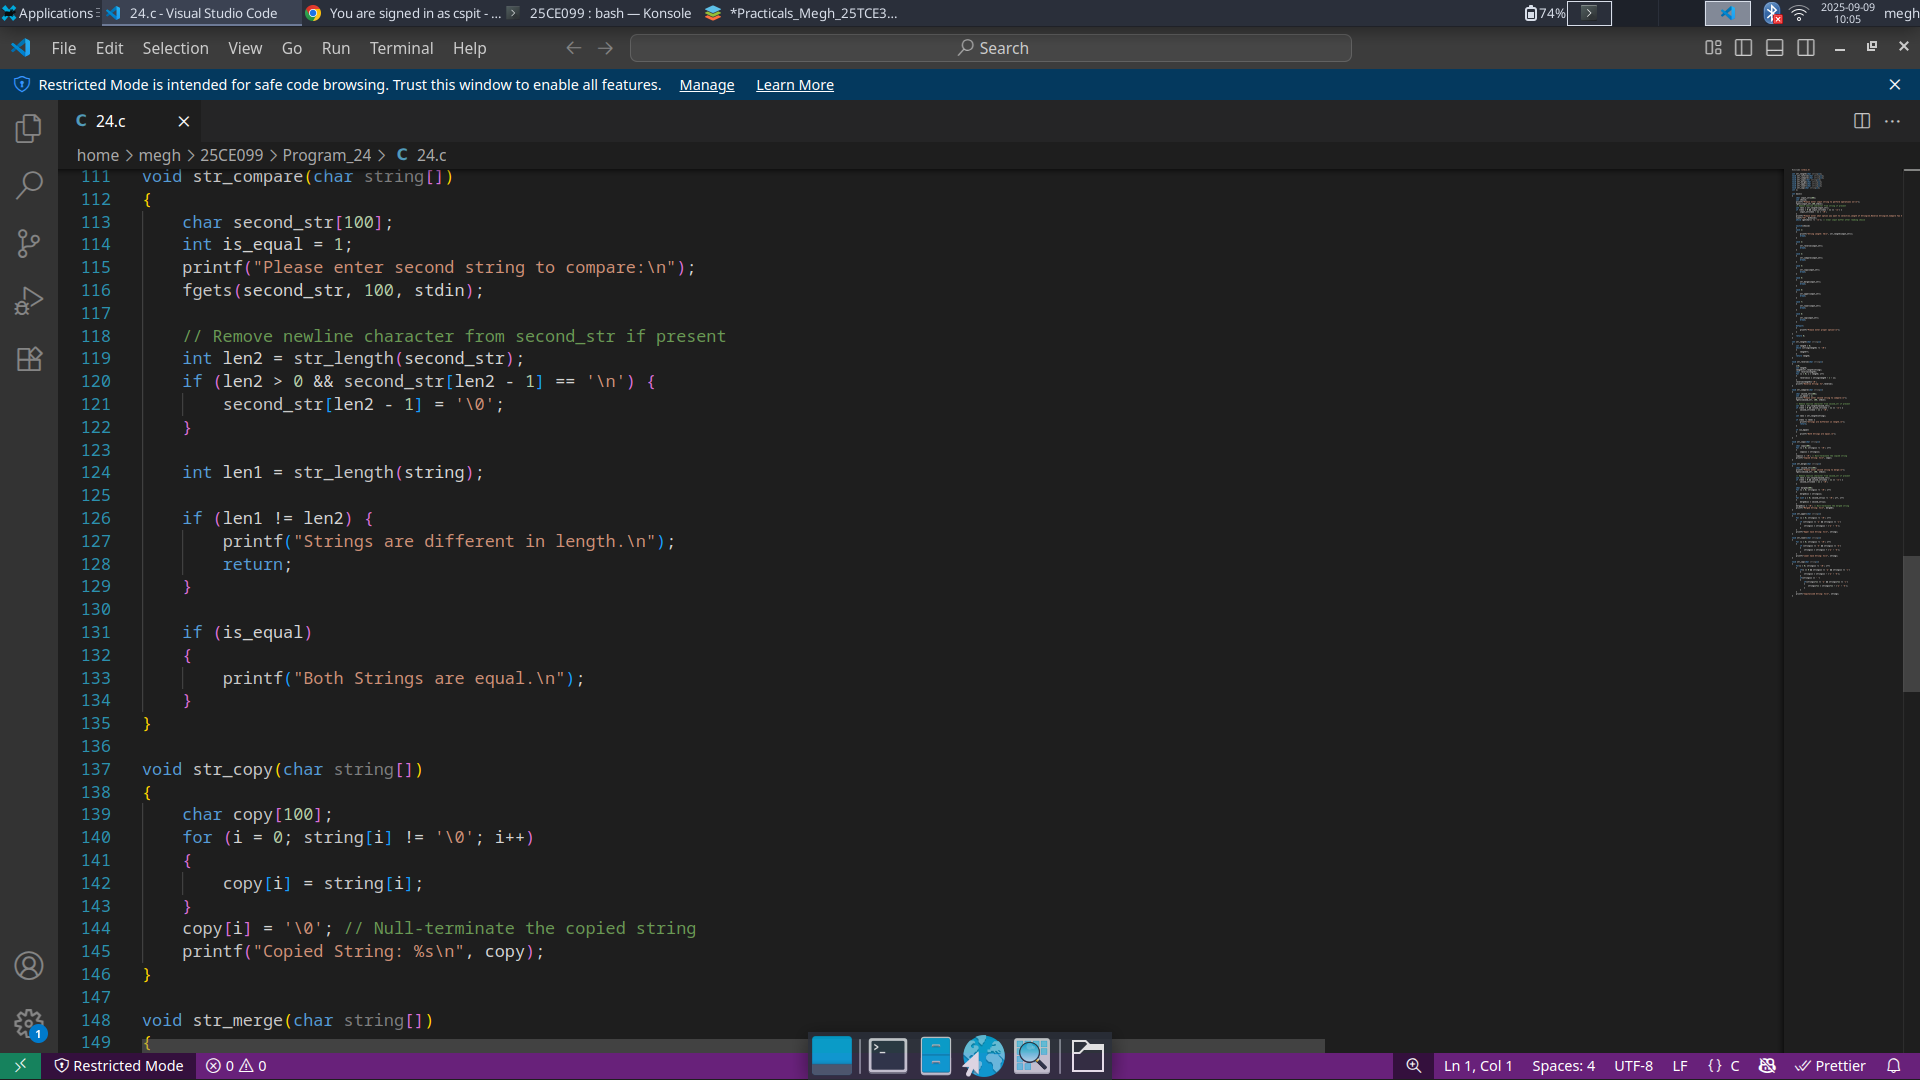 Applications 24.c - Visual Studio Code You are signed in as cspit - ... 25CE099 : bash — Konsole *Practicals_Megh_25TCE3... 74% 2025-09-09 10:05 megh
File Edit Selection View Go Run Terminal Help Search
Restricted Mode is intended for safe code browsing. Trust this window to enable all features. Manage Learn More
C 24.c
home > megh > 25CE099 > Program_24 > C 24.c
111 void str_compare(char string[])
112 {
113     char second_str[100];
114     int is_equal = 1;
115     printf("Please enter second string to compare:\n");
116     fgets(second_str, 100, stdin);
117
118     // Remove newline character from second_str if present
119     int len2 = str_length(second_str);
120     if (len2 > 0 && second_str[len2 - 1] == '\n') {
121         second_str[len2 - 1] = '\0';
122     }
123
124     int len1 = str_length(string);
125
126     if (len1 != len2) {
127         printf("Strings are different in length.\n");
128         return;
129     }
130
131     if (is_equal)
132     {
133         printf("Both Strings are equal.\n");
134     }
135 }
136
137 void str_copy(char string[])
138 {
139     char copy[100];
140     for (i = 0; string[i] != '\0'; i++)
141     {
142         copy[i] = string[i];
143     }
144     copy[i] = '\0'; // Null-terminate the copied string
145     printf("Copied String: %s\n", copy);
146 }
147
148 void str_merge(char string[])
149 {
1
Restricted Mode 0 0 Ln 1, Col 1 Spaces: 4 UTF-8 LF {} C Prettier